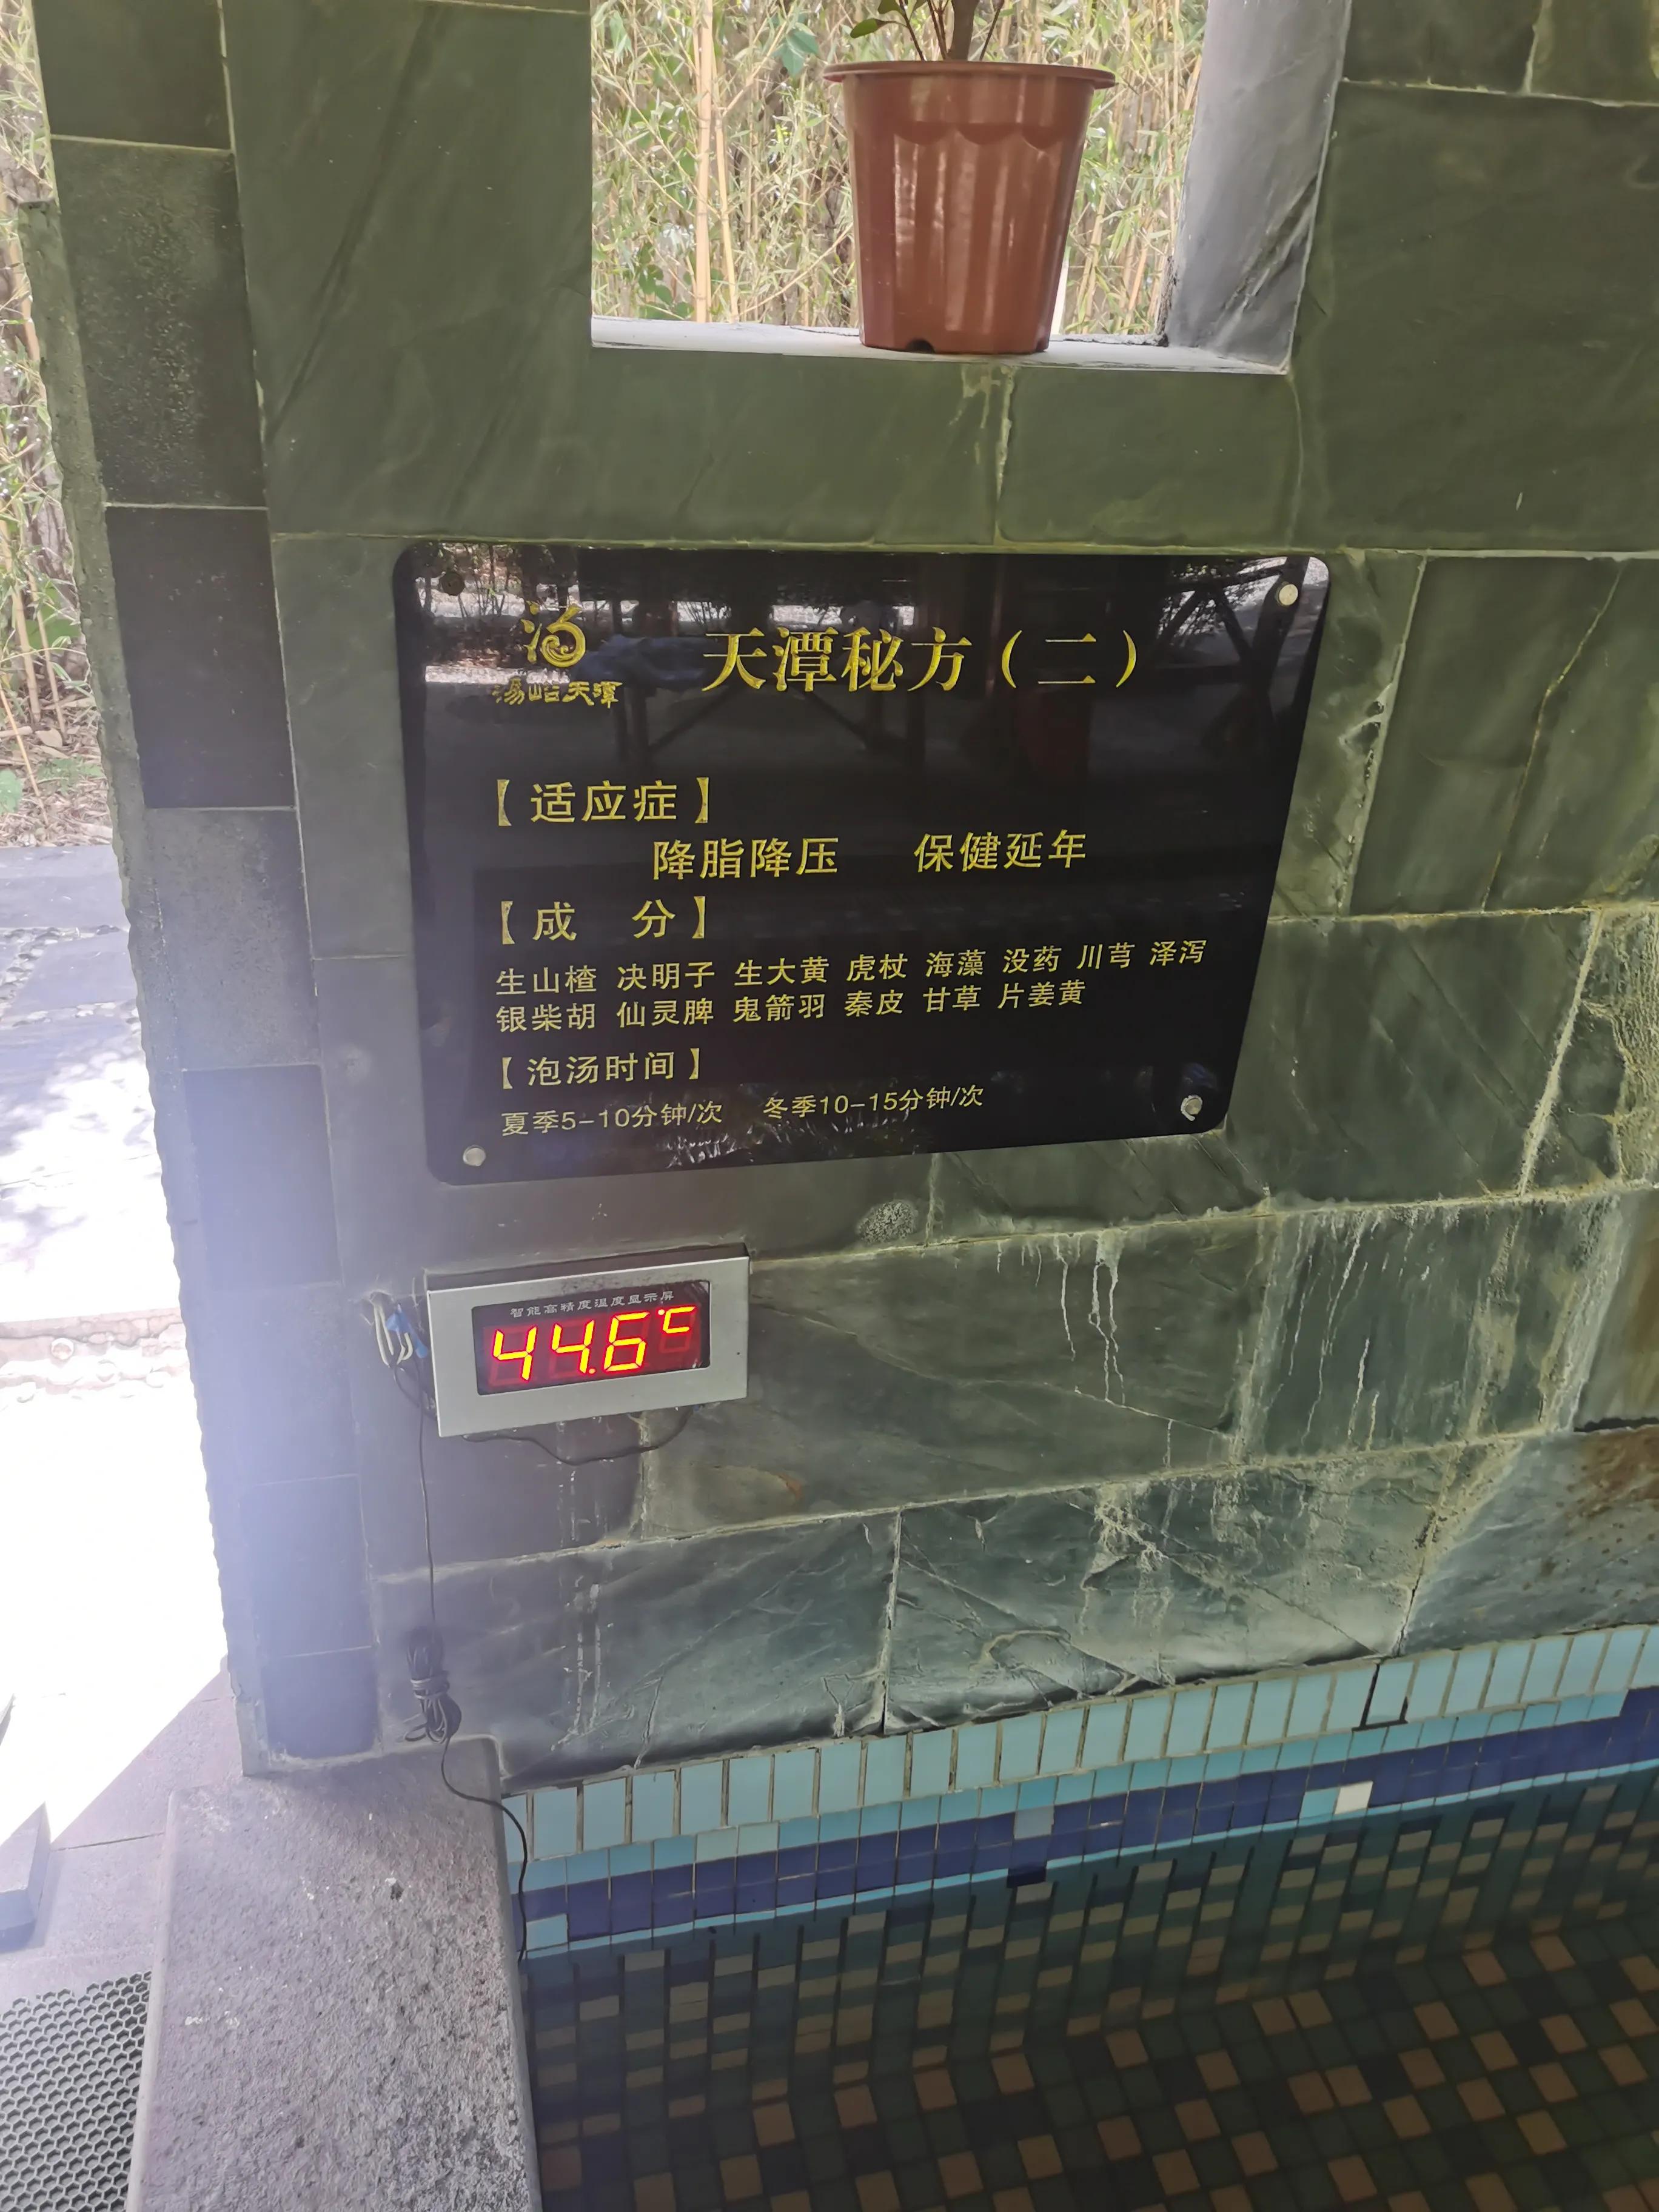 汤
湯峪天潭
天潭秘方（二）
【适应症】
降脂降压 保健延年
【成 分】
生山楂 决明子 生大黄 虎杖 海藻 没药 川芎 泽泻
银柴胡 仙灵脾 鬼箭羽 秦皮 甘草 片姜黄
【泡汤时间】
夏季5-10分钟/次 冬季10-15分钟/次
智能高精度温度显示屏
44.6℃